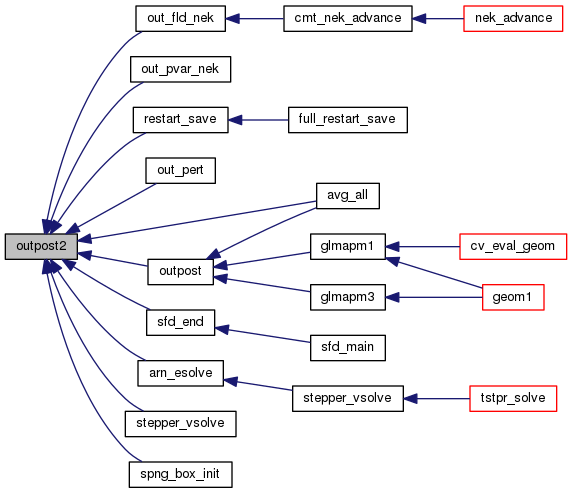 out_fld_nek
cmt_nek_advance
nek_advance
out_pvar_nek
restart_save
full_restart_save
out_pert
avg_all
outpost2
glmapm1
cv_eval_geom
outpost
glmapm3
geom1
sfd_end
sfd_main
arn_esolve
stepper_vsolve
tstpr_solve
stepper_vsolve
spng_box_init